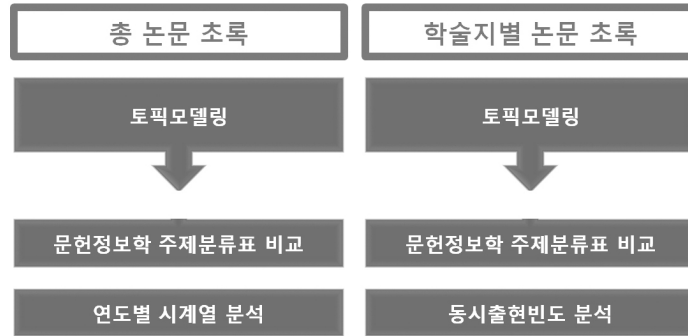 총 논문 초록
토픽모델링
문헌정보학 주제분류표 비교
연도별 시계열 분석
학술지별 논문 초록
토픽모델링
문헌정보학 주제분류표 비교
동시출현빈도 분석